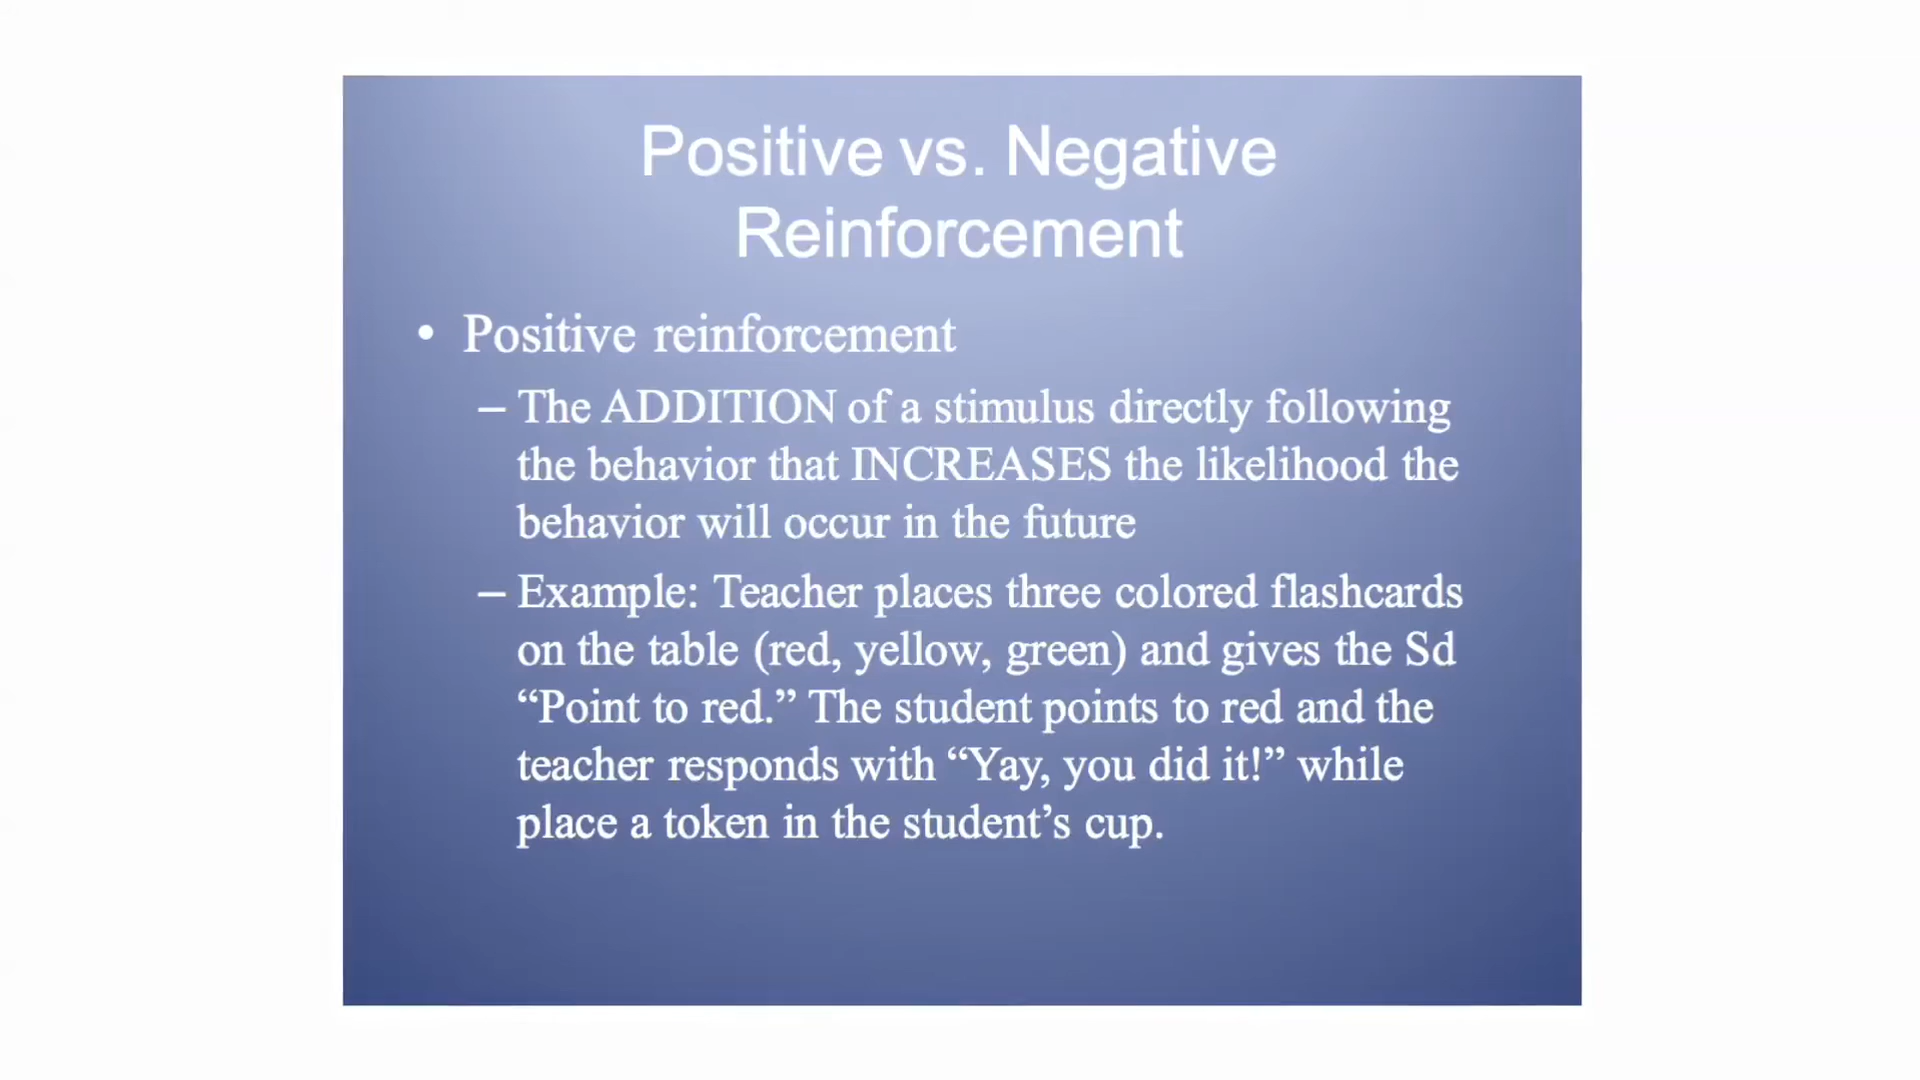 Positive vs. Negative
Reinforcement
• Positive reinforcement
– The ADDITION of a stimulus directly following
the behavior that INCREASES the likelihood the
behavior will occur in the future
– Example: Teacher places three colored flashcards
on the table (red, yellow, green) and gives the Sd
“Point to red.” The student points to red and the
teacher responds with “Yay, you did it!” while
place a token in the student’s cup.